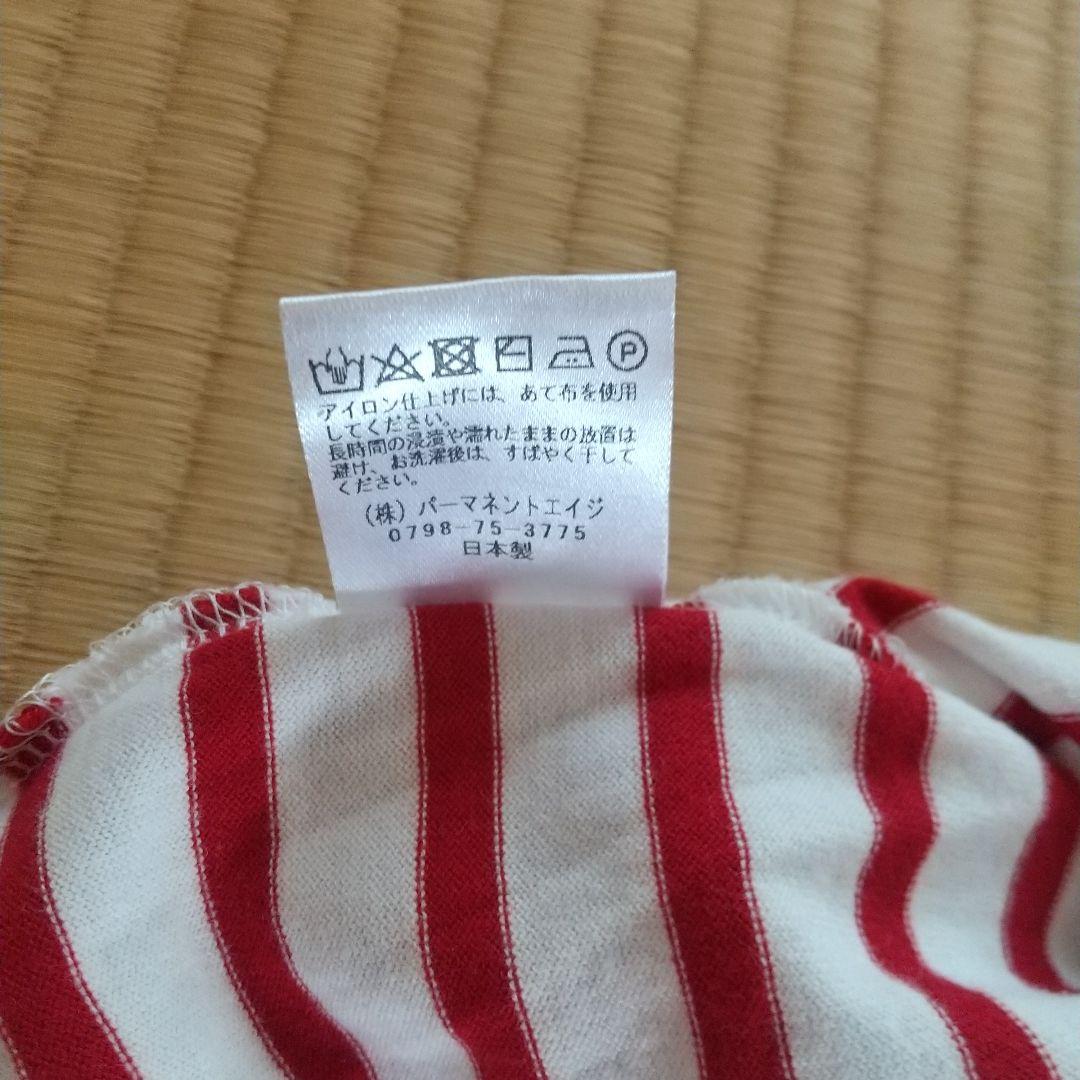 P
アイロン仕上げには、あて布を使用
してください。
長時間の浸漬や濡れたままの放置は
避け、お洗濯後は、すばやく干して
ください。
(株)パーマネントエイジ
0798-75-3775
日本製